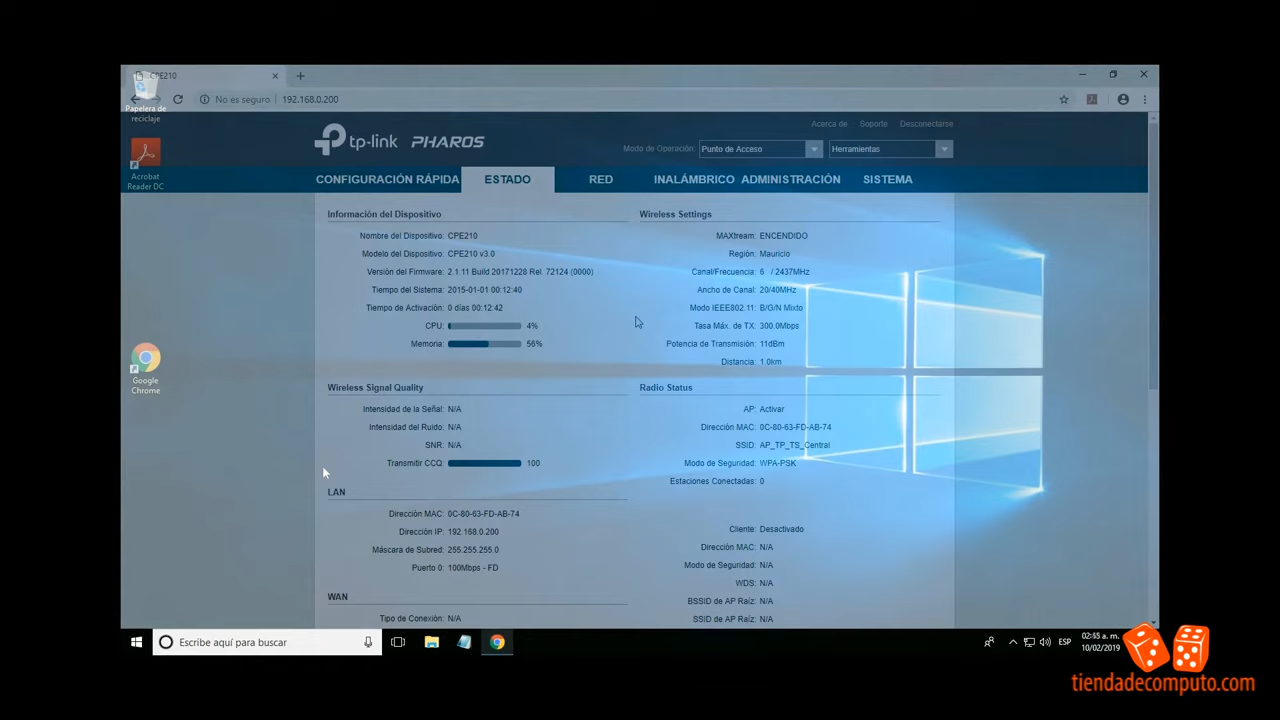 CPE210
No es seguro
192.168.0.200
Papelera de
reciclaje
Acrobat
Reader DC
Google
Chrome
Acerca de
Soporte
Desconectarse
tp-link PHAROS
Modo de Operación:
Punto de Acceso
Herramientas
CONFIGURACIÓN RÁPIDA
ESTADO
RED
INALÁMBRICO
ADMINISTRACIÓN
SISTEMA
Información del Dispositivo
Nombre del Dispositivo: CPE210
Modelo del Dispositivo: CPE210 v3.0
Versión del Firmware: 2.1.11 Build 20171228 Rel. 72124 (0000)
Tiempo del Sistema: 2015-01-01 00:12:40
Tiempo de Activación: 0 días 00:12:42
CPU: 4%
Memoria: 56%
Wireless Settings
MAXtream: ENCENDIDO
Región: Mauricio
Canal/Frecuencia: 6 / 2437MHz
Ancho de Canal: 20/40MHz
Modo IEEE802.11: B/G/N Mixto
Tasa Máx. de TX: 300.0Mbps
Potencia de Transmisión: 11dBm
Distancia: 1.0km
Wireless Signal Quality
Intensidad de la Señal: N/A
Intensidad del Ruido: N/A
SNR: N/A
Transmitir CCQ: 100
Radio Status
AP: Activar
Dirección MAC: 0C-80-63-FD-AB-74
SSID: AP_TP_TS_Central
Modo de Seguridad: WPA-PSK
Estaciones Conectadas: 0
LAN
Dirección MAC: 0C-80-63-FD-AB-74
Dirección IP: 192.168.0.200
Máscara de Subred: 255.255.255.0
Puerto 0: 100Mbps - FD
Cliente: Desactivado
Dirección MAC: N/A
Modo de Seguridad: N/A
WDS: N/A
BSSID de AP Raíz: N/A
SSID de AP Raíz: N/A
WAN
Tipo de Conexión: N/A
Escribe aquí para buscar
ESP
a. m.
10/02/2019
tiendadecomputo.com